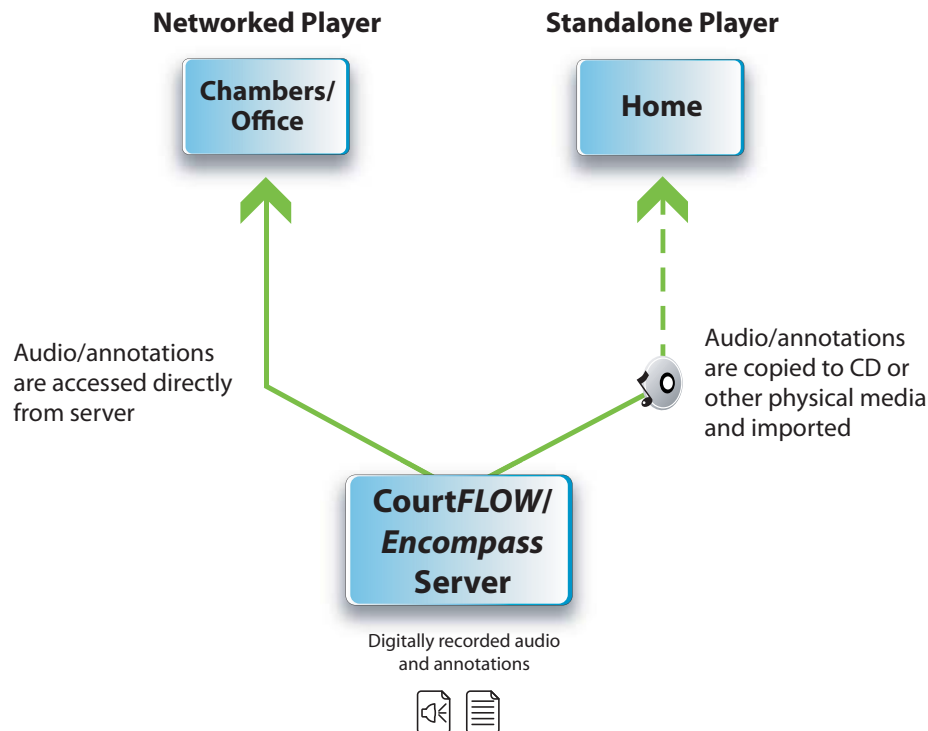 Networked Player
Standalone Player
Chambers/
Office
Home
Audio/annotations
are accessed directly
from server
Audio/annotations
are copied to CD or
other physical media
and imported
CourtFLOW/
Encompass
Server
Digitally recorded audio
and annotations